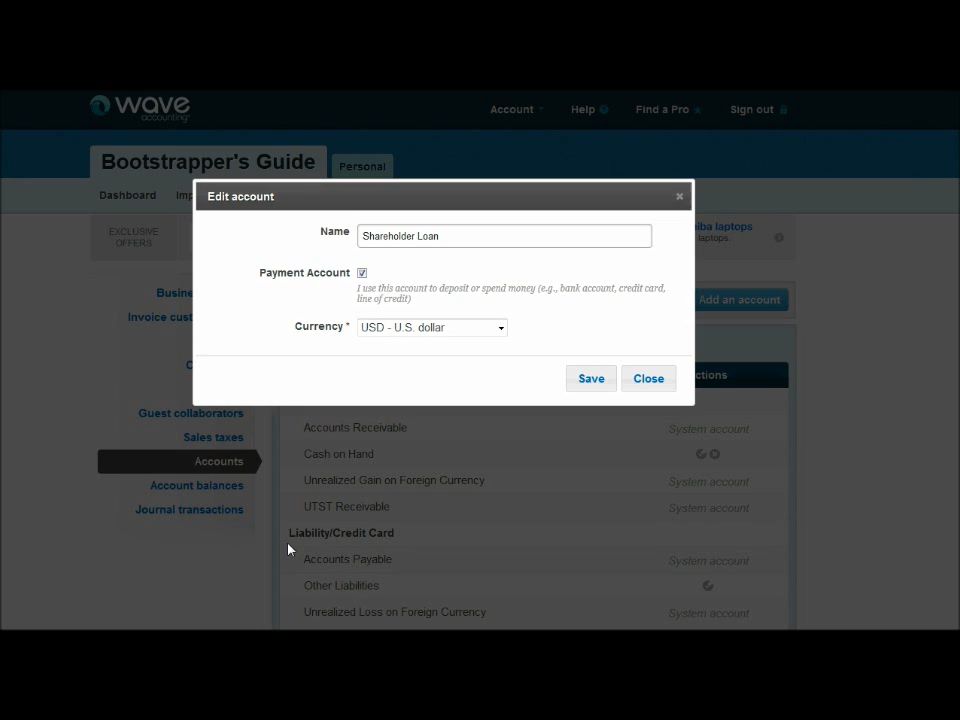 wave
accounting
Account
Help
Find a Pro
Sign out
Bootstrapper's Guide
Personal
Dashboard
EXCLUSIVE
OFFERS
laptops
laptops.
Edit account
Name
Shareholder Loan
Payment Account
I use this account to deposit or spend money (e.g., bank account, credit card,
line of credit)
Currency *
USD - U.S. dollar
Save
Close
Add an account
Guest collaborators
Sales taxes
Accounts
Account balances
Journal transactions
Accounts Receivable
System account
Cash on Hand
Unrealized Gain on Foreign Currency
System account
UTST Receivable
System account
Liability/Credit Card
Accounts Payable
System account
Other Liabilities
Unrealized Loss on Foreign Currency
System account